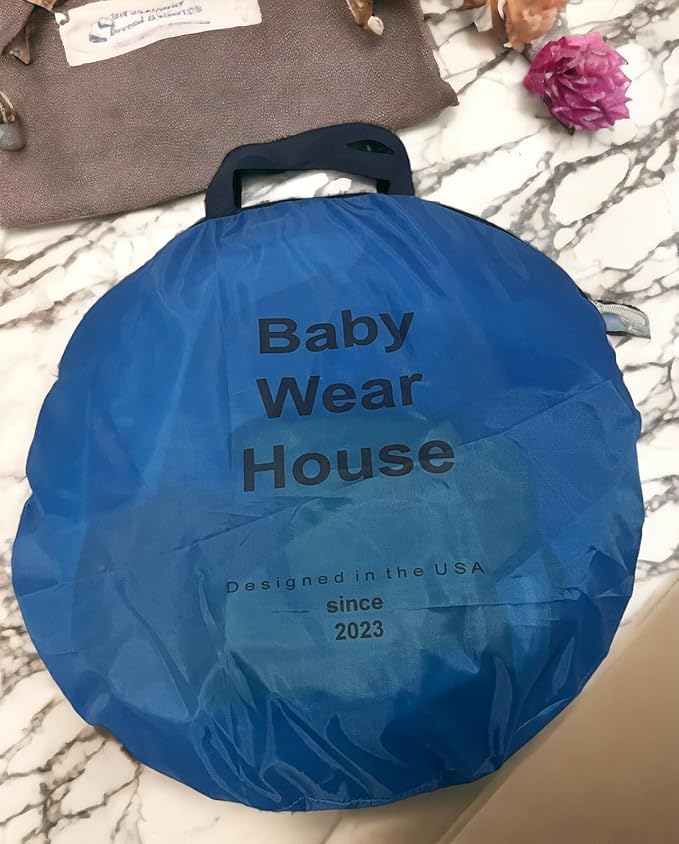 Baby
Wear
House
Designed in the USA
since
2023